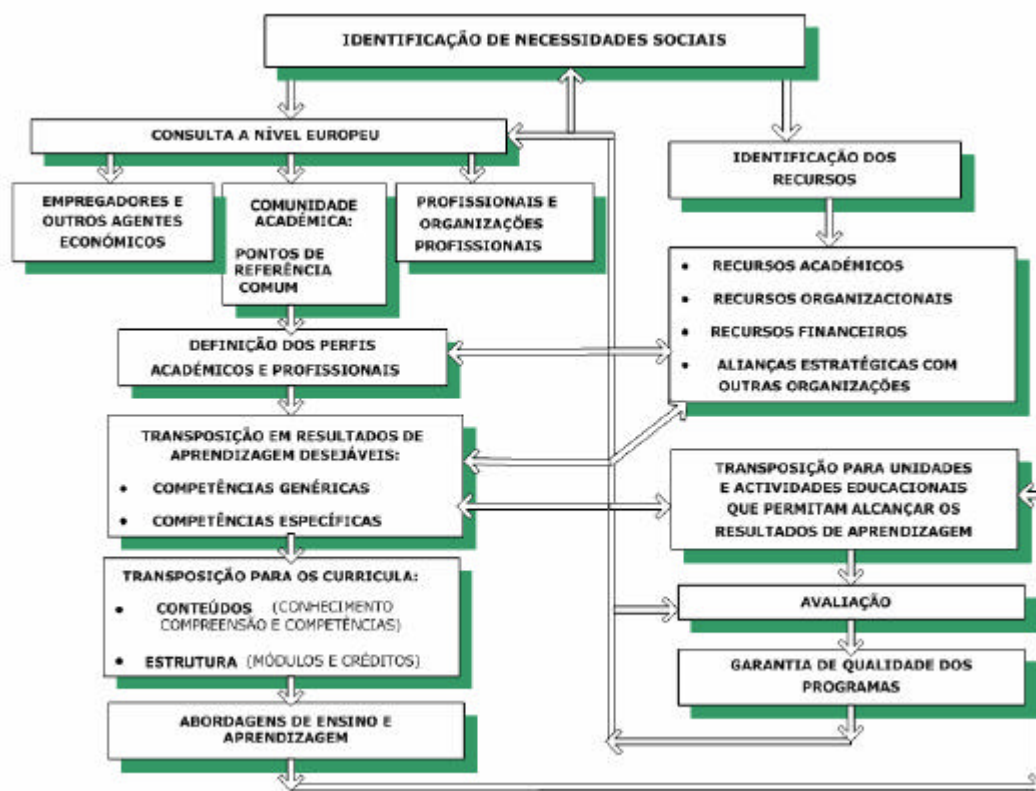 IDENTIFICAÇÃO DE NECESSIDADES SOCIAIS
CONSULTA A NÍVEL EUROPEU
EMPREGADORES E
OUTROS AGENTES
ECONÓMICOS
COMUNIDADE
ACADÉMICA:
PONTOS DE
REFERÊNCIA
COMUM
PROFISSIONAIS E
ORGANIZAÇÕES
PROFISSIONAIS
IDENTIFICAÇÃO DOS
RECURSOS
• RECURSOS ACADÉMICOS
• RECURSOS ORGANIZACIONAIS
• RECURSOS FINANCEIROS
• ALIANÇAS ESTRATÉGICAS COM
OUTRAS ORGANIZAÇÕES
DEFINIÇÃO DOS PERFIS
ACADÉMICOS E PROFISSIONAIS
TRANSPOSIÇÃO EM RESULTADOS DE
APRENDIZAGEM DESEJÁVEIS:
• COMPETÊNCIAS GENÉRICAS
• COMPETÊNCIAS ESPECÍFICAS
TRANSPOSIÇÃO PARA OS CURRICULA:
• CONTEÚDOS (CONHECIMENTO
COMPREENSÃO E COMPETÊNCIAS)
• ESTRUTURA (MÓDULOS E CRÉDITOS)
ABORDAGENS DE ENSINO E
APRENDIZAGEM
TRANSPOSIÇÃO PARA UNIDADES
E ACTIVIDADES EDUCACIONAIS
QUE PERMITAM ALCANÇAR OS
RESULTADOS DE APRENDIZAGEM
AVALIAÇÃO
GARANTIA DE QUALIDADE DOS
PROGRAMAS